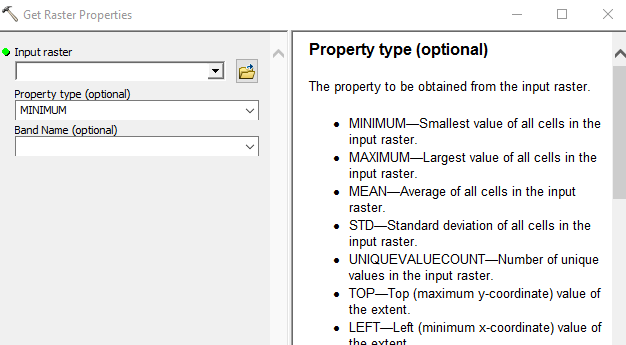 Get Raster Properties
Input raster
Property type (optional)
MINIMUM
Band Name (optional)
Property type (optional)
The property to be obtained from the input raster.
• MINIMUM—Smallest value of all cells in the
input raster.
• MAXIMUM—Largest value of all cells in the
input raster.
• MEAN—Average of all cells in the input
raster.
• STD—Standard deviation of all cells in the
input raster.
• UNIQUEVALUECOUNT—Number of unique
values in the input raster.
• TOP—Top (maximum y-coordinate) value of
the extent.
• LEFT—Left (minimum x-coordinate) value of
the extent.